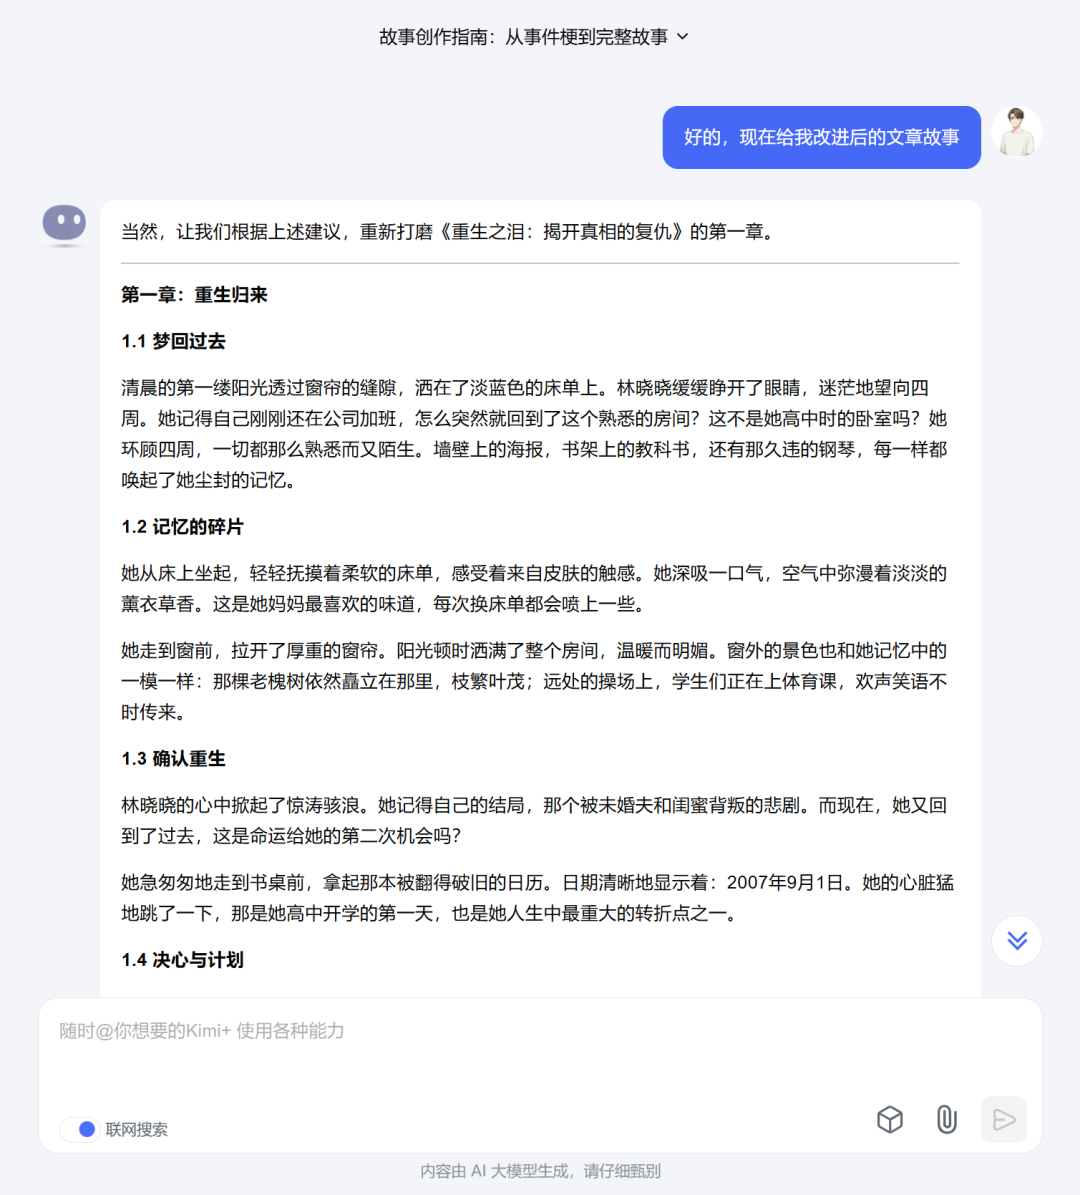 故事创作指南：从事件梗到完整故事
好的，现在给我改进后的文章故事
当然，让我们根据上述建议，重新打磨《重生之泪：揭开真相的复仇》的第一章。
第一章：重生归来
1.1 梦回过去
清晨的第一缕阳光透过窗帘的缝隙，洒在了淡蓝色的床单上。林晓晓缓缓睁开了眼睛，迷茫地望向四
周。她记得自己刚刚还在公司加班，怎么突然就回到了这个熟悉的房间？这不是她高中时的卧室吗？她
环顾四周，一切都那么熟悉而又陌生。墙壁上的海报，书架上的教科书，还有那久违的钢琴，每一样都
唤起了她尘封的记忆。
1.2 记忆的碎片
她从床上坐起，轻轻抚摸着柔软的床单，感受着来自皮肤的触感。她深吸一口气，空气中弥漫着淡淡的
薰衣草香。这是她妈妈最喜欢的味道，每次换床单都会喷上一些。
她走到窗前，拉开了厚重的窗帘。阳光顿时洒满了整个房间，温暖而明媚。窗外的景色也和她记忆中的
一模一样：那棵老槐树依然矗立在那里，枝繁叶茂；远处的操场上，学生们正在上体育课，欢声笑语不
时传来。
1.3 确认重生
林晓晓的心中掀起了惊涛骇浪。她记得自己的结局，那个被未婚夫和闺蜜背叛的悲剧。而现在，她又回
到了过去，这是命运给她的第二次机会吗？
她急匆匆地走到书桌前，拿起那本被翻得破旧的日历。日期清晰地显示着：2007年9月1日。她的心脏猛
地跳了一下，那是她高中开学的第一天，也是她人生中最重大的转折点之一。
1.4 决心与计划
随时@你想要的Kimi+ 使用各种能力
联网搜索
内容由 AI 大模型生成，请仔细甄别